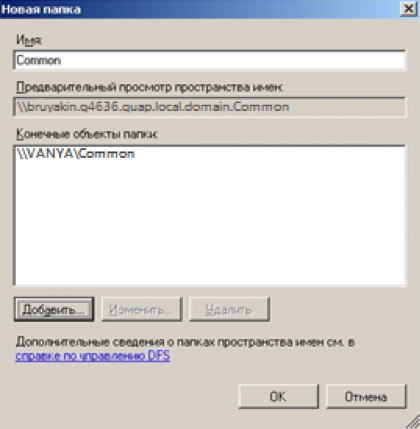 Новая папка
Имя:
Common
Предварительный просмотр пространства имен:
\\bruyakin.q4636.quap.local.domain.Common
Конечные объекты папки:
\\VANYA\Common
Добавить... Изменить... Удалить
Дополнительные сведения о папках пространства имен см. в
справке по управлению DFS
OK Отмена